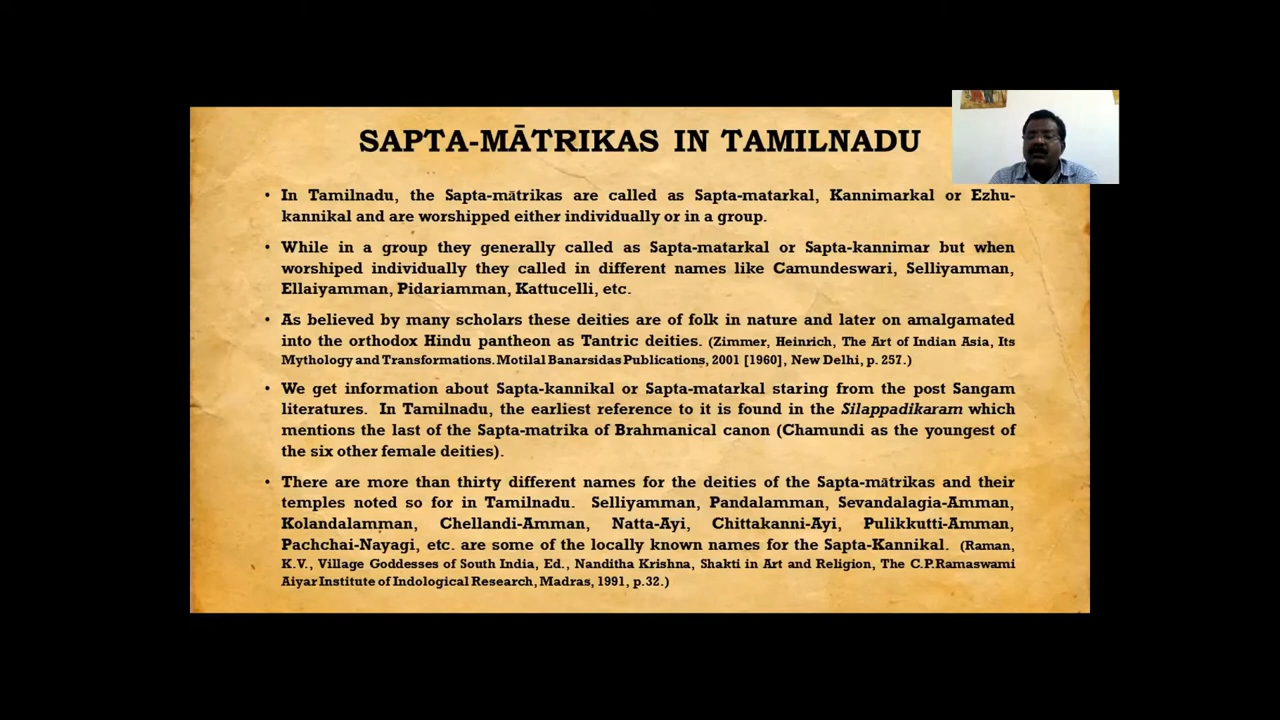 SAPTA-MĀTRIKAS IN TAMILNADU
• In Tamilnadu, the Sapta-mātrikas are called as Sapta-matarkal, Kannimarkal or Ezhu-
kannikal and are worshipped either individually or in a group.
• While in a group they generally called as Sapta-matarkal or Sapta-kannimar but when
worshiped individually they called in different names like Camundeswari, Selliyamman,
Ellaiyamman, Pidariamman, Kattucelli, etc.
• As believed by many scholars these deities are of folk in nature and later on amalgamated
into the orthodox Hindu pantheon as Tantric deities. (Zimmer, Heinrich, The Art of Indian Asia, Its
Mythology and Transformations. Motilal Banarsidas Publications, 2001 [1960], New Delhi, p. 257.)
• We get information about Sapta-kannikal or Sapta-matarkal staring from the post Sangam
literatures. In Tamilnadu, the earliest reference to it is found in the Silappadikaram which
mentions the last of the Sapta-matrika of Brahmanical canon (Chamundi as the youngest of
the six other female deities).
• There are more than thirty different names for the deities of the Sapta-mātrikas and their
temples noted so for in Tamilnadu. Selliyamman, Pandalamman, Sevandalagia-Amman,
Kolandalamman, Chellandi-Amman, Natta-Ayi, Chittakanni-Ayi, Pulikkutti-Amman,
Pachchai-Nayagi, etc. are some of the locally known names for the Sapta-Kannikal. (Raman,
K.V., Village Goddesses of South India, Ed., Nanditha Krishna, Shakti in Art and Religion, The C.P.Ramaswami
Aiyar Institute of Indological Research, Madras, 1991, p.32.)